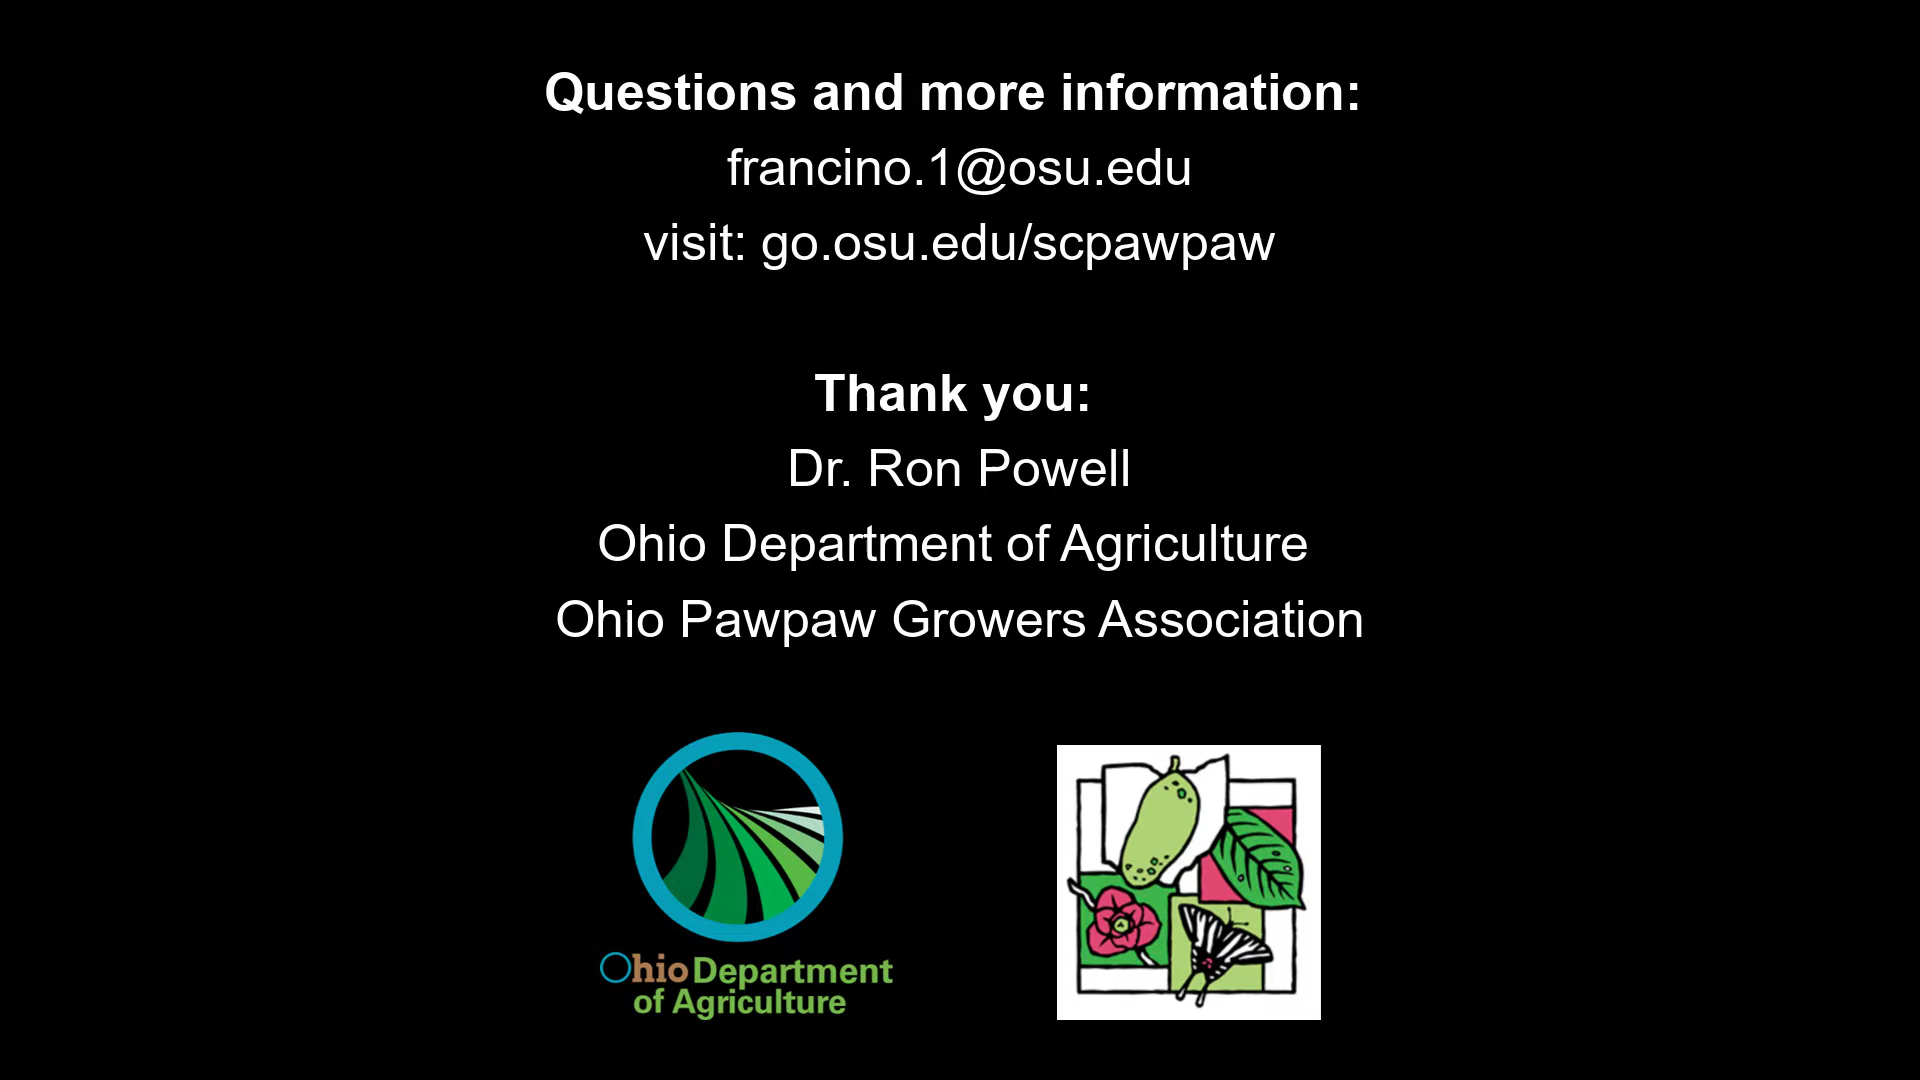 Questions and more information:
francino.1@osu.edu
visit: go.osu.edu/scpawpaw
Thank you:
Dr. Ron Powell
Ohio Department of Agriculture
Ohio Pawpaw Growers Association
Ohio Department
of Agriculture